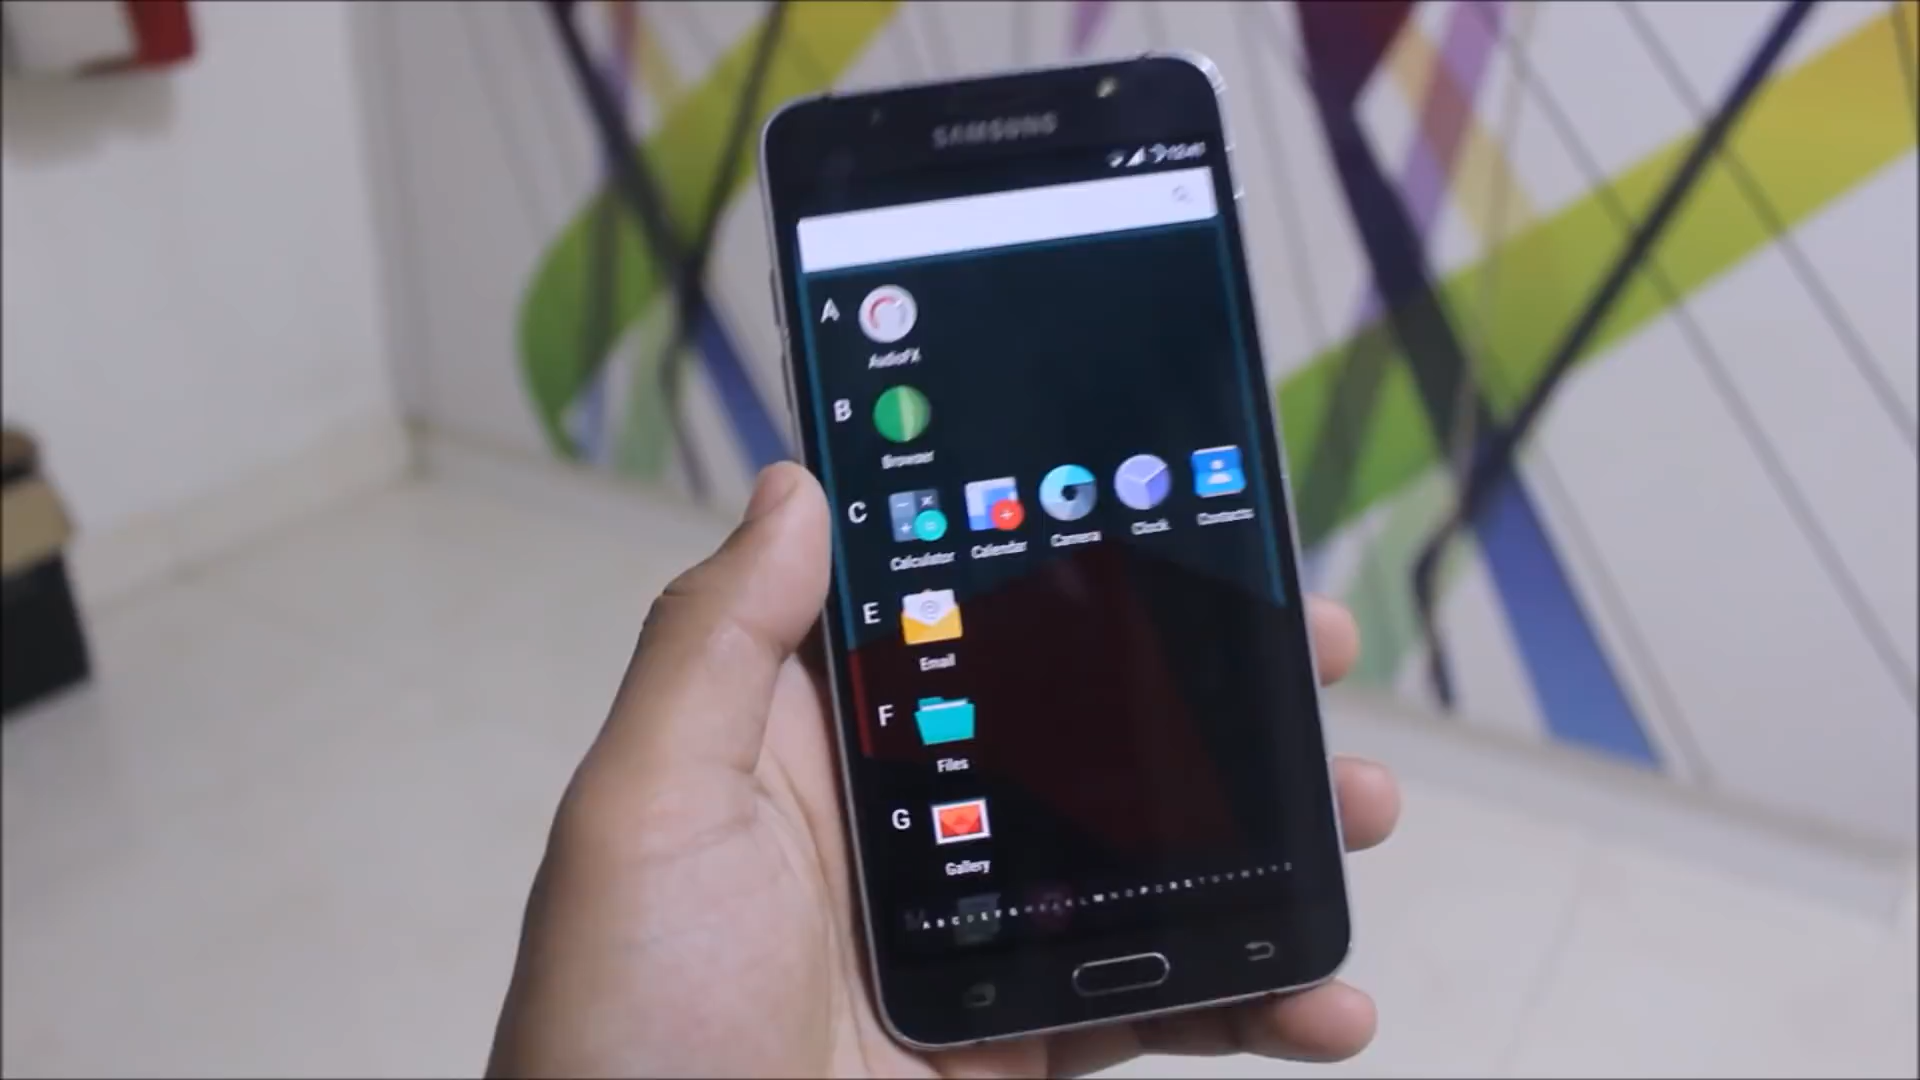 SAMSUNG
A
AudioFX
B
Browser
C
Calculator Calendar Camera Clock Contacts
E
Email
F
Files
G
Gallery